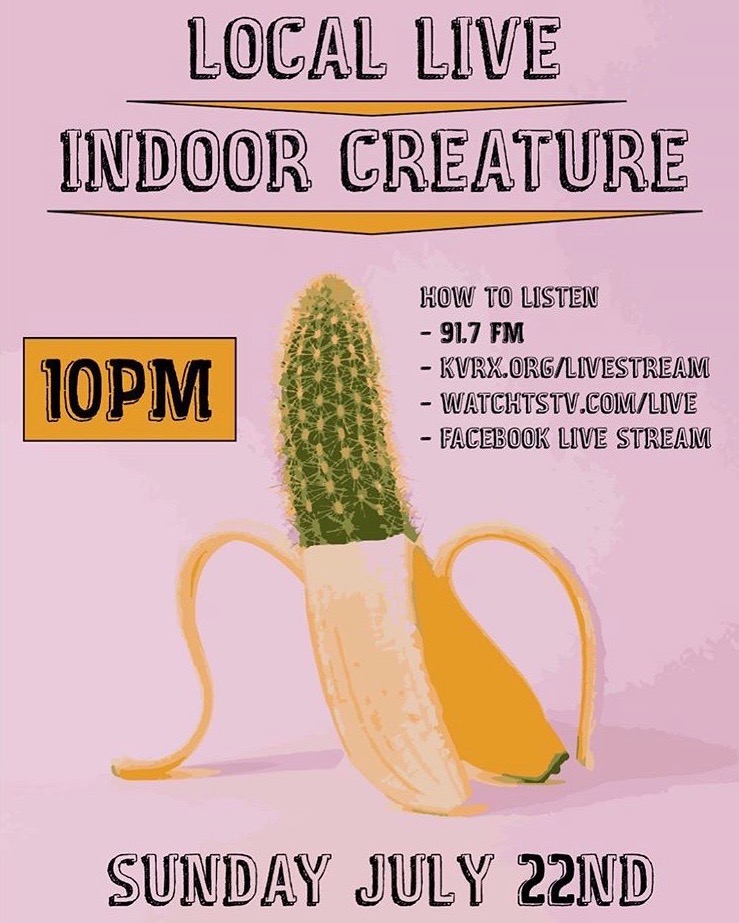 LOCAL LIVE
INDOOR CREATURE
HOW TO LISTEN
- 91.7 FM
- KVRX.ORG/LIVESTREAM
- WATCHTSTV.COM/LIVE
- FACEBOOK LIVE STREAM
10PM
SUNDAY JULY 22ND